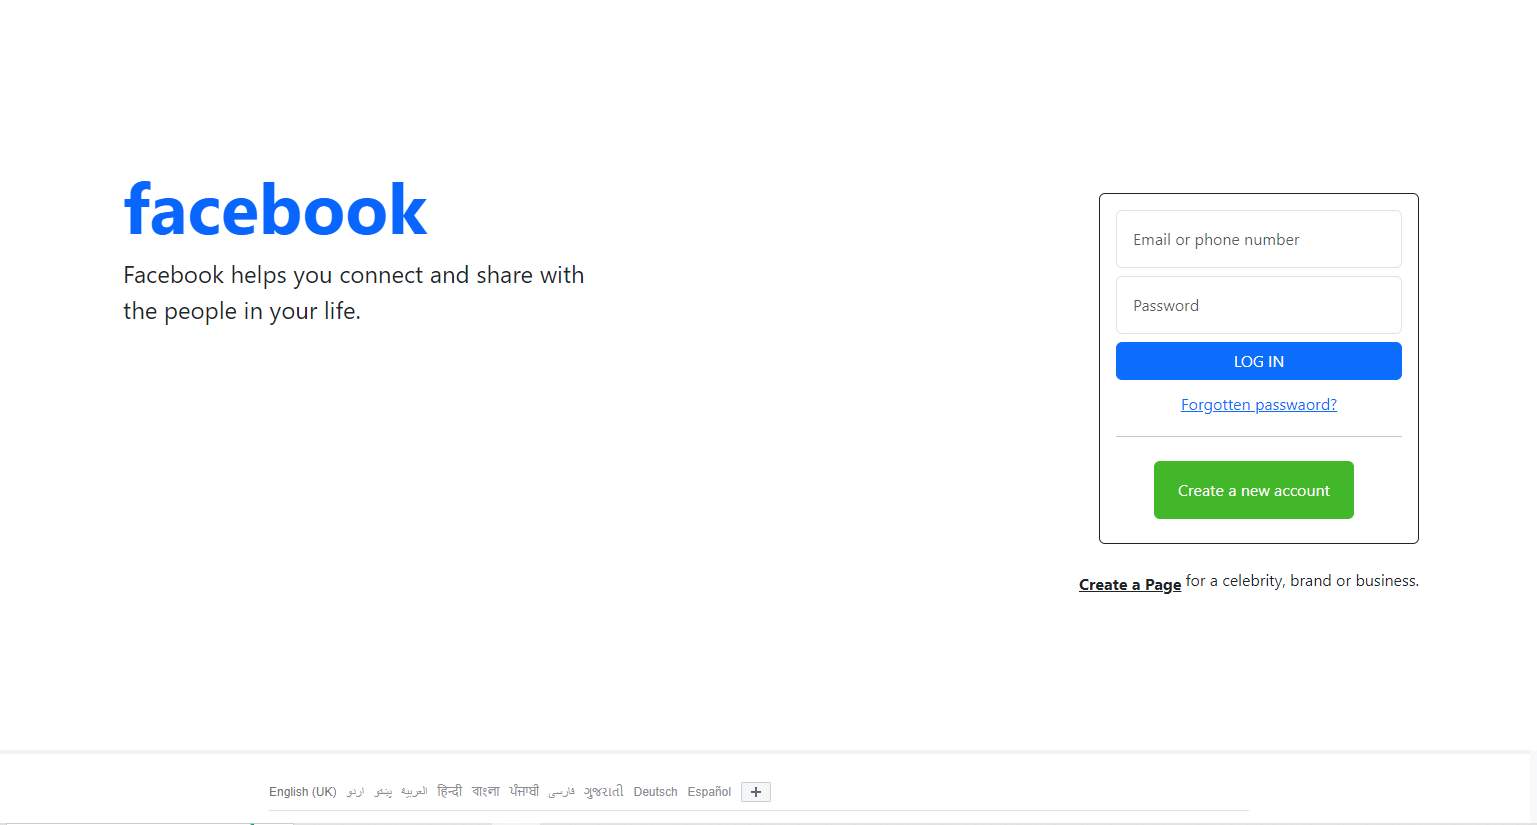 facebook
Facebook helps you connect and share with
the people in your life.
Email or phone number
Password
LOG IN
Forgotten passwaord?
Create a new account
Create a Page for a celebrity, brand or business.
English (UK) اردو پښتو العربية हिन्दी বাংলা ਪੰਜਾਬੀ فارسی ગુજરાતી Deutsch Español +